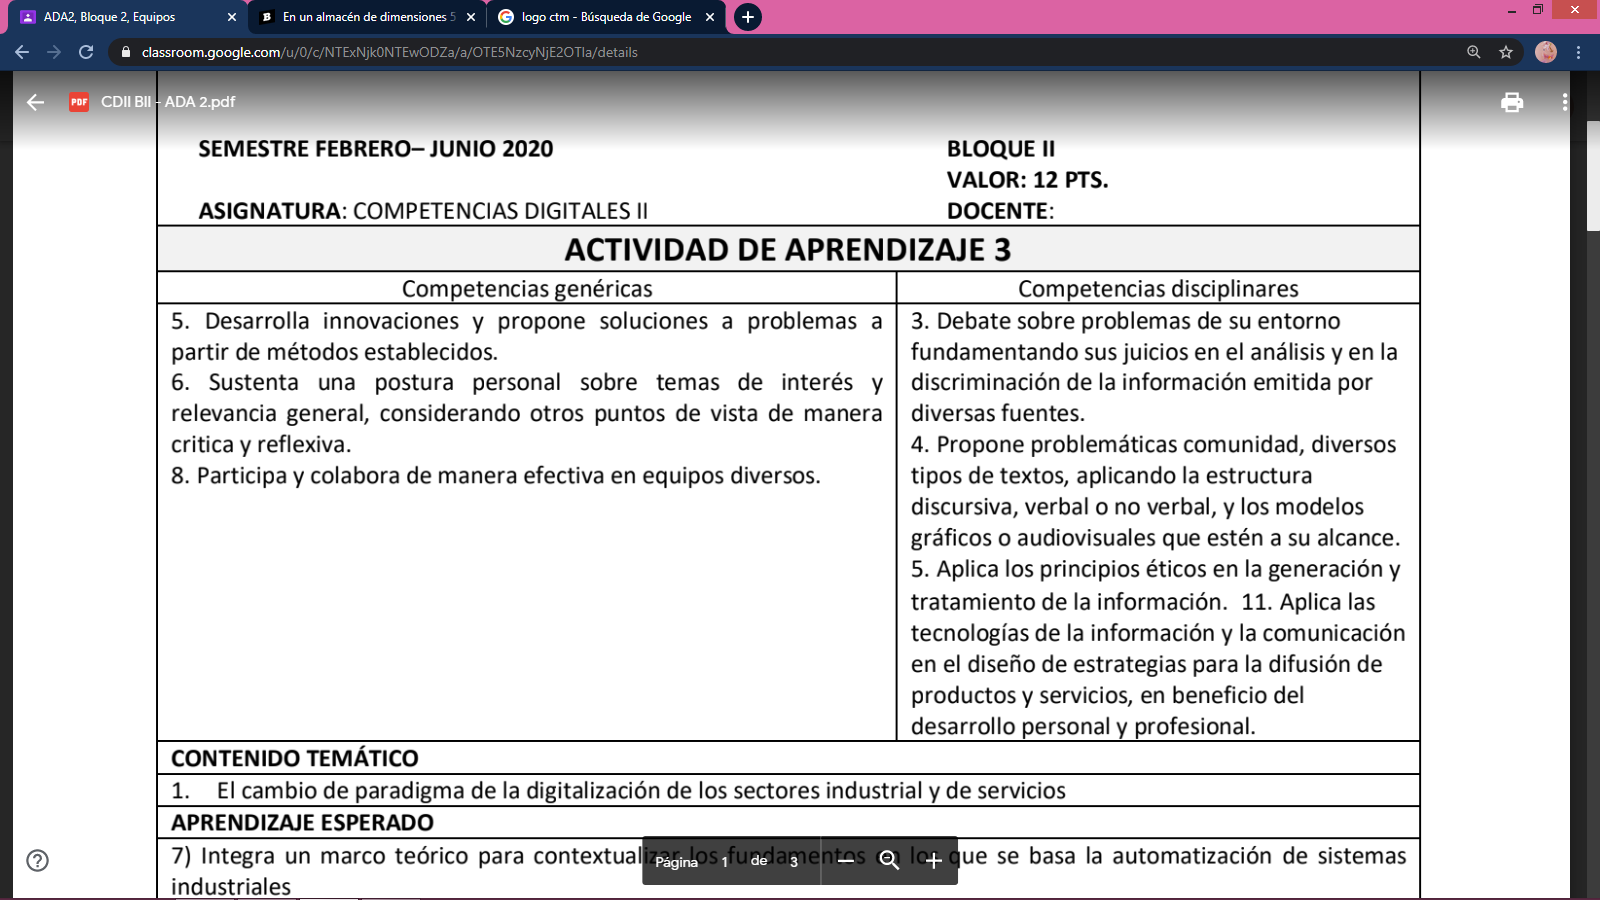 ADA2, Bloque 2, Equipos
En un almacén de dimensiones 5
logo ctm - Búsqueda de Google
classroom.google.com/u/0/c/NTExNjk0NTEwODZa/a/OTE5NzcyNjE2OTIa/details
PDF CDII BII - ADA 2.pdf
SEMESTRE FEBRERO– JUNIO 2020
BLOQUE II
VALOR: 12 PTS.
ASIGNATURA: COMPETENCIAS DIGITALES II
DOCENTE:
ACTIVIDAD DE APRENDIZAJE 3
Competencias genéricas
5. Desarrolla innovaciones y propone soluciones a problemas a
partir de métodos establecidos.
6. Sustenta una postura personal sobre temas de interés y
relevancia general, considerando otros puntos de vista de manera
critica y reflexiva.
8. Participa y colabora de manera efectiva en equipos diversos.
Competencias disciplinares
3. Debate sobre problemas de su entorno
fundamentando sus juicios en el análisis y en la
discriminación de la información emitida por
diversas fuentes.
4. Propone problemáticas comunidad, diversos
tipos de textos, aplicando la estructura
discursiva, verbal o no verbal, y los modelos
gráficos o audiovisuales que estén a su alcance.
5. Aplica los principios éticos en la generación y
tratamiento de la información. 11. Aplica las
tecnologías de la información y la comunicación
en el diseño de estrategias para la difusión de
productos y servicios, en beneficio del
desarrollo personal y profesional.
CONTENIDO TEMÁTICO
1. El cambio de paradigma de la digitalización de los sectores industrial y de servicios
APRENDIZAJE ESPERADO
7) Integra un marco teórico para contextualizar los fundamentos en los que se basa la automatización de sistemas
industriales
Página 1 de 3